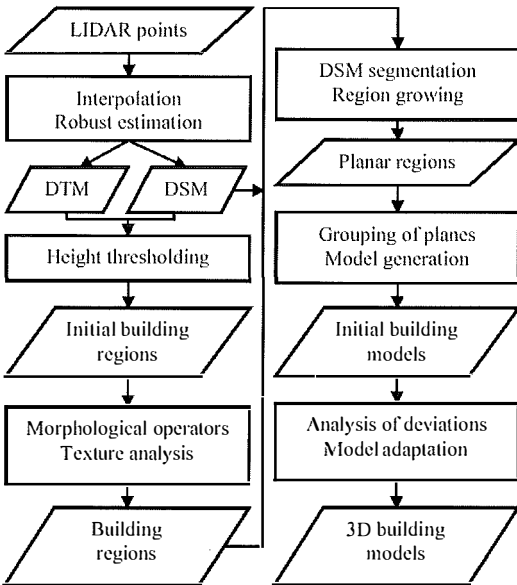 LIDAR points
Interpolation
Robust estimation
DTM
DSM
Height thresholding
Initial building
regions
Morphological operators
Texture analysis
Building
regions
DSM segmentation
Region growing
Planar regions
Grouping of planes
Model generation
Initial building
models
Analysis of deviations
Model adaptation
3D building
models